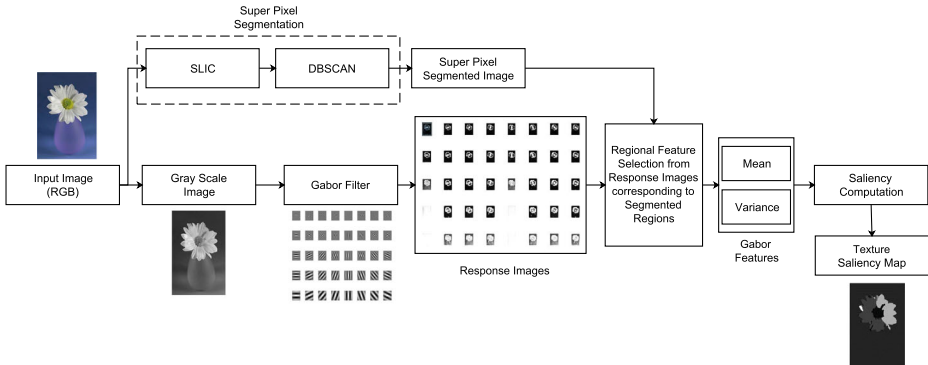 Super Pixel
Segmentation
SLIC
DBSCAN
Super Pixel
Segmented Image
Input Image
(RGB)
Gray Scale
Image
Gabor Filter
Response Images
Regional Feature
Selection from
Response Images
corresponding to
Segmented
Regions
Mean
Variance
Gabor
Features
Saliency
Computation
Texture
Saliency Map